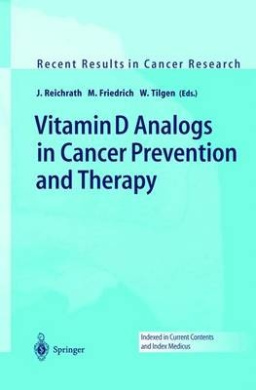 Recent Results in Cancer Research
J. Reichrath M. Friedrich W. Tilgen (Eds.)
Vitamin D Analogs
in Cancer Prevention
and Therapy
Springer
Indexed in Current Contents
and Index Medicus